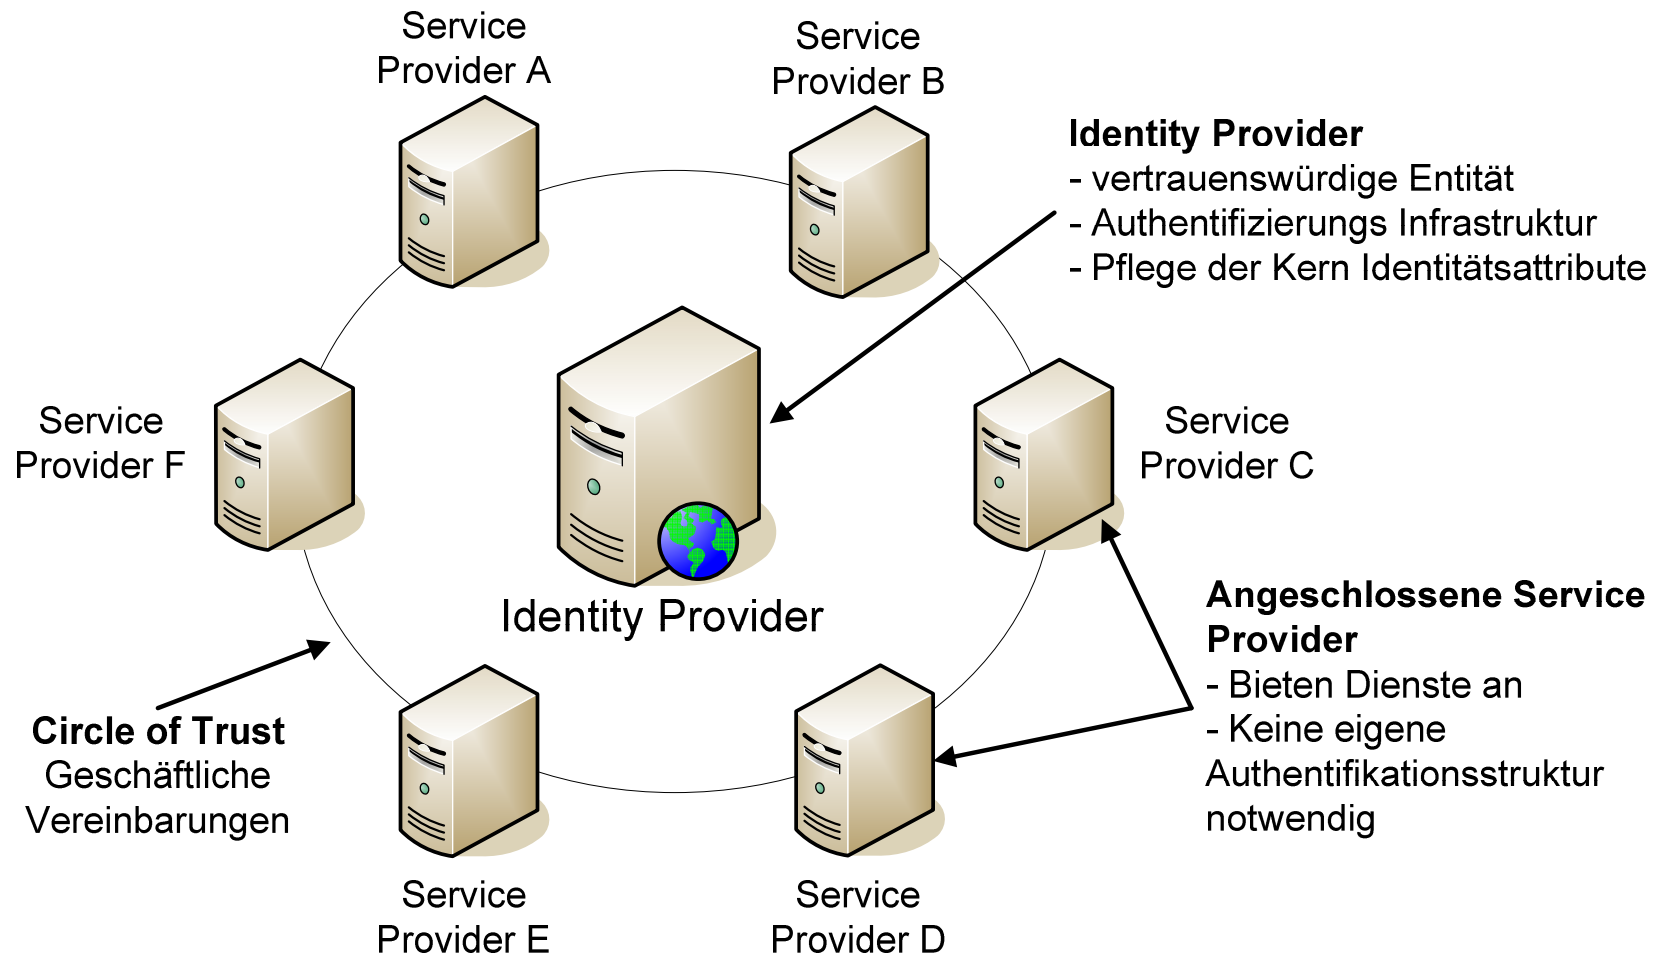 Service
Provider A
Service
Provider B
Identity Provider
- vertrauenswürdige Entität
- Authentifizierungs Infrastruktur
- Pflege der Kern Identitätsattribute
Service
Provider F
Service
Provider C
Identity Provider
Angeschlossene Service
Provider
- Bieten Dienste an
- Keine eigene
Authentifikationsstruktur
notwendig
Circle of Trust
Geschäftliche
Vereinbarungen
Service
Provider E
Service
Provider D